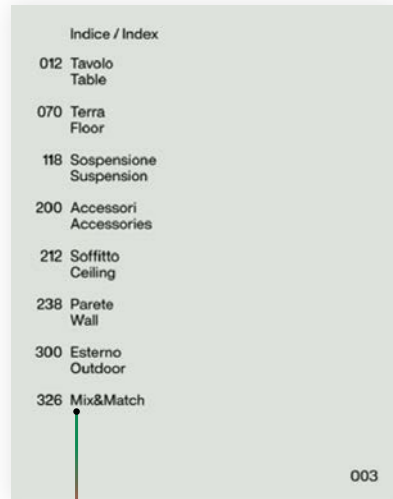 Indice / Index
012 Tavolo
Table
070 Terra
Floor
118 Sospensione
Suspension
200 Accessori
Accessories
212 Soffitto
Ceiling
238 Parete
Wall
300 Esterno
Outdoor
326 Mix&Match
003